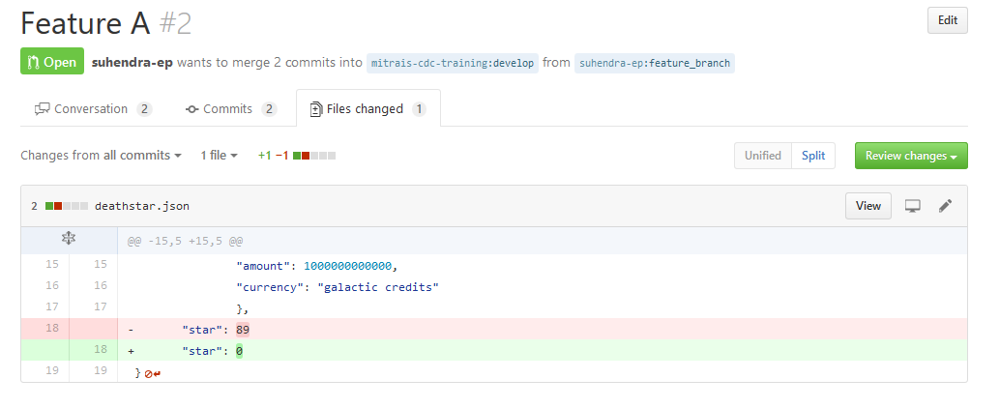 Feature A #2
Edit
Open suhendra-ep wants to merge 2 commits into mitrais-cdc-training:develop from suhendra-ep:feature_branch
Conversation 2 Commits 2 Files changed 1
Changes from all commits 1 file +1 −1 Unified Split Review changes
2 deathstar.json View
@@ -15,5 +15,5 @@
15 15 "amount": 1000000000000,
16 16 "currency": "galactic credits"
17 17 },
18 - "star": 89
18 + "star": 0
19 19 }